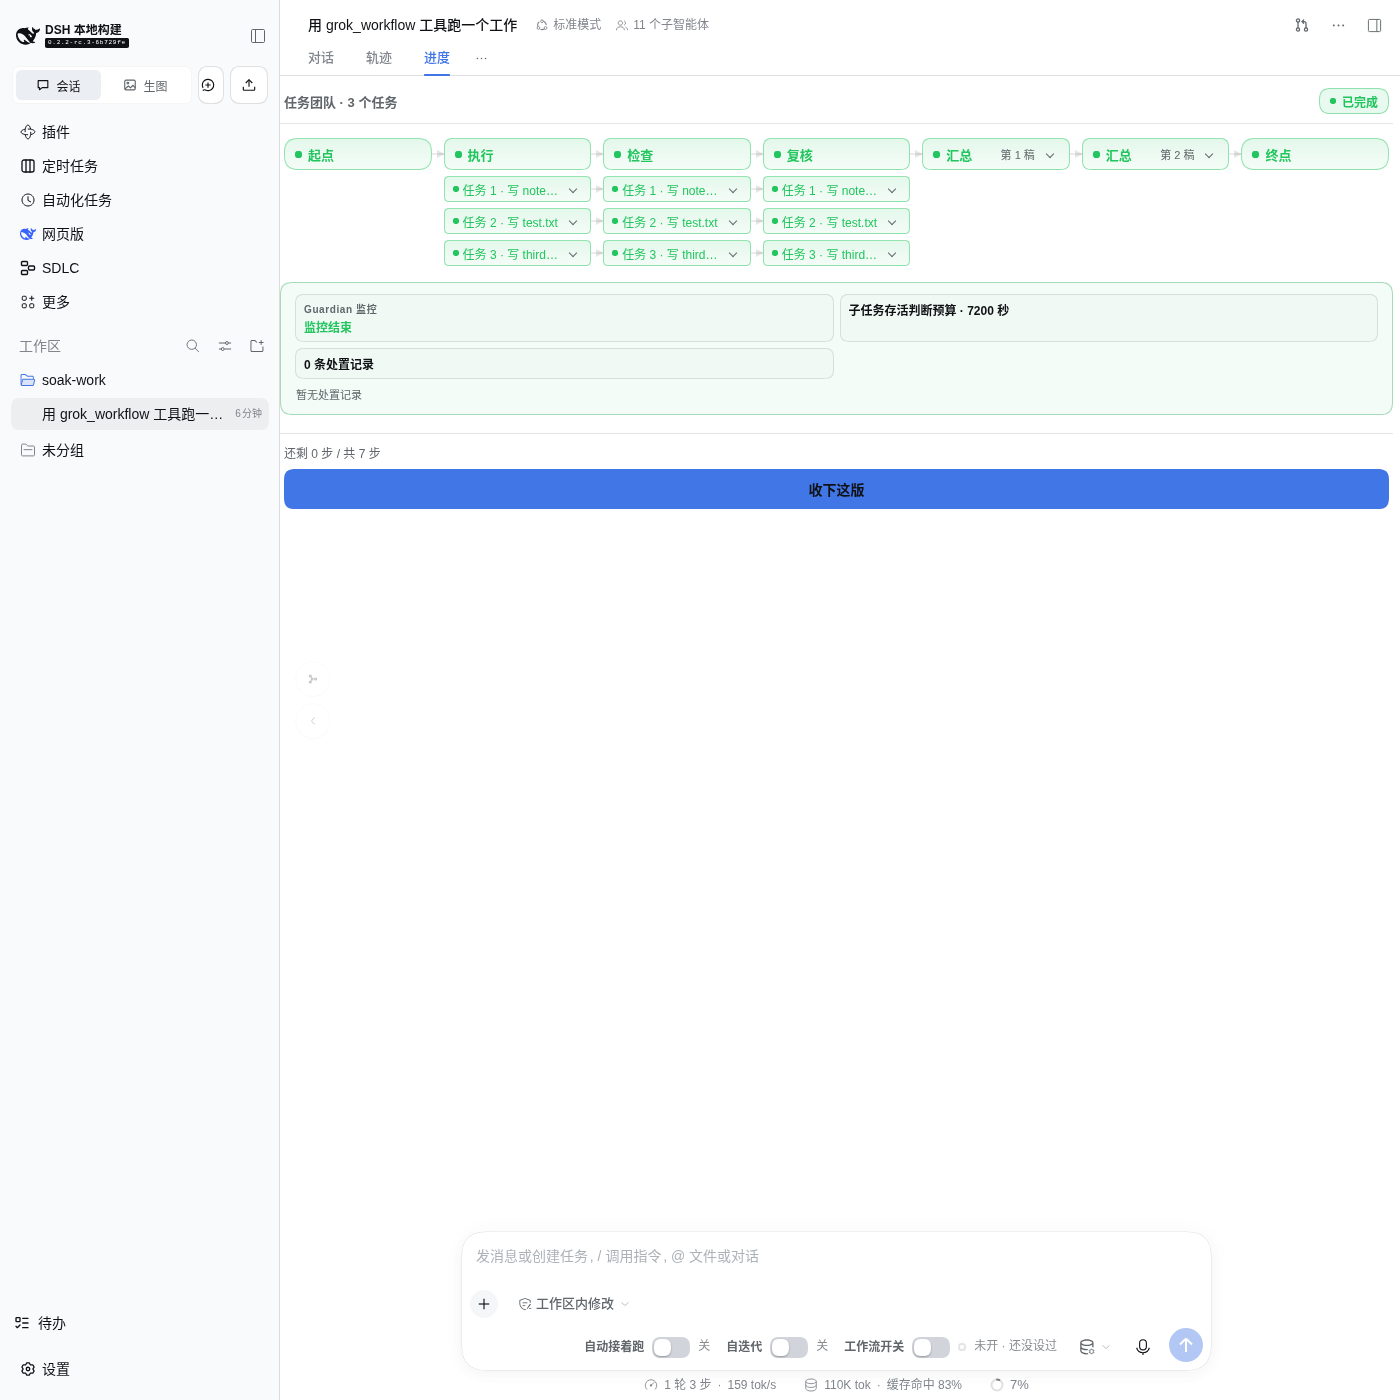 DSH 本地构建
0.2.2-rc.3-6b729fe
会话
生图
插件
定时任务
自动化任务
网页版
SDLC
更多
工作区
soak-work
用 grok_workflow 工具跑一… 6分钟
未分组
待办
设置
用 grok_workflow 工具跑一个工作 标准模式 11 个子智能体
对话 轨迹 进度 …
任务团队 · 3 个任务 已完成
起点 执行 检查 复核 汇总 第 1 稿 汇总 第 2 稿 终点
任务 1 · 写 note… 任务 1 · 写 note… 任务 1 · 写 note…
任务 2 · 写 test.txt 任务 2 · 写 test.txt 任务 2 · 写 test.txt
任务 3 · 写 third… 任务 3 · 写 third… 任务 3 · 写 third…
Guardian 监控
监控结束
子任务存活判断预算 · 7200 秒
0 条处置记录
暂无处置记录
还剩 0 步 / 共 7 步
收下这版
发消息或创建任务, / 调用指令, @ 文件或对话
工作区内修改
自动接着跑 关 自迭代 关 工作流开关 未开 · 还没设过
1 轮 3 步 · 159 tok/s 110K tok · 缓存命中 83% 7%